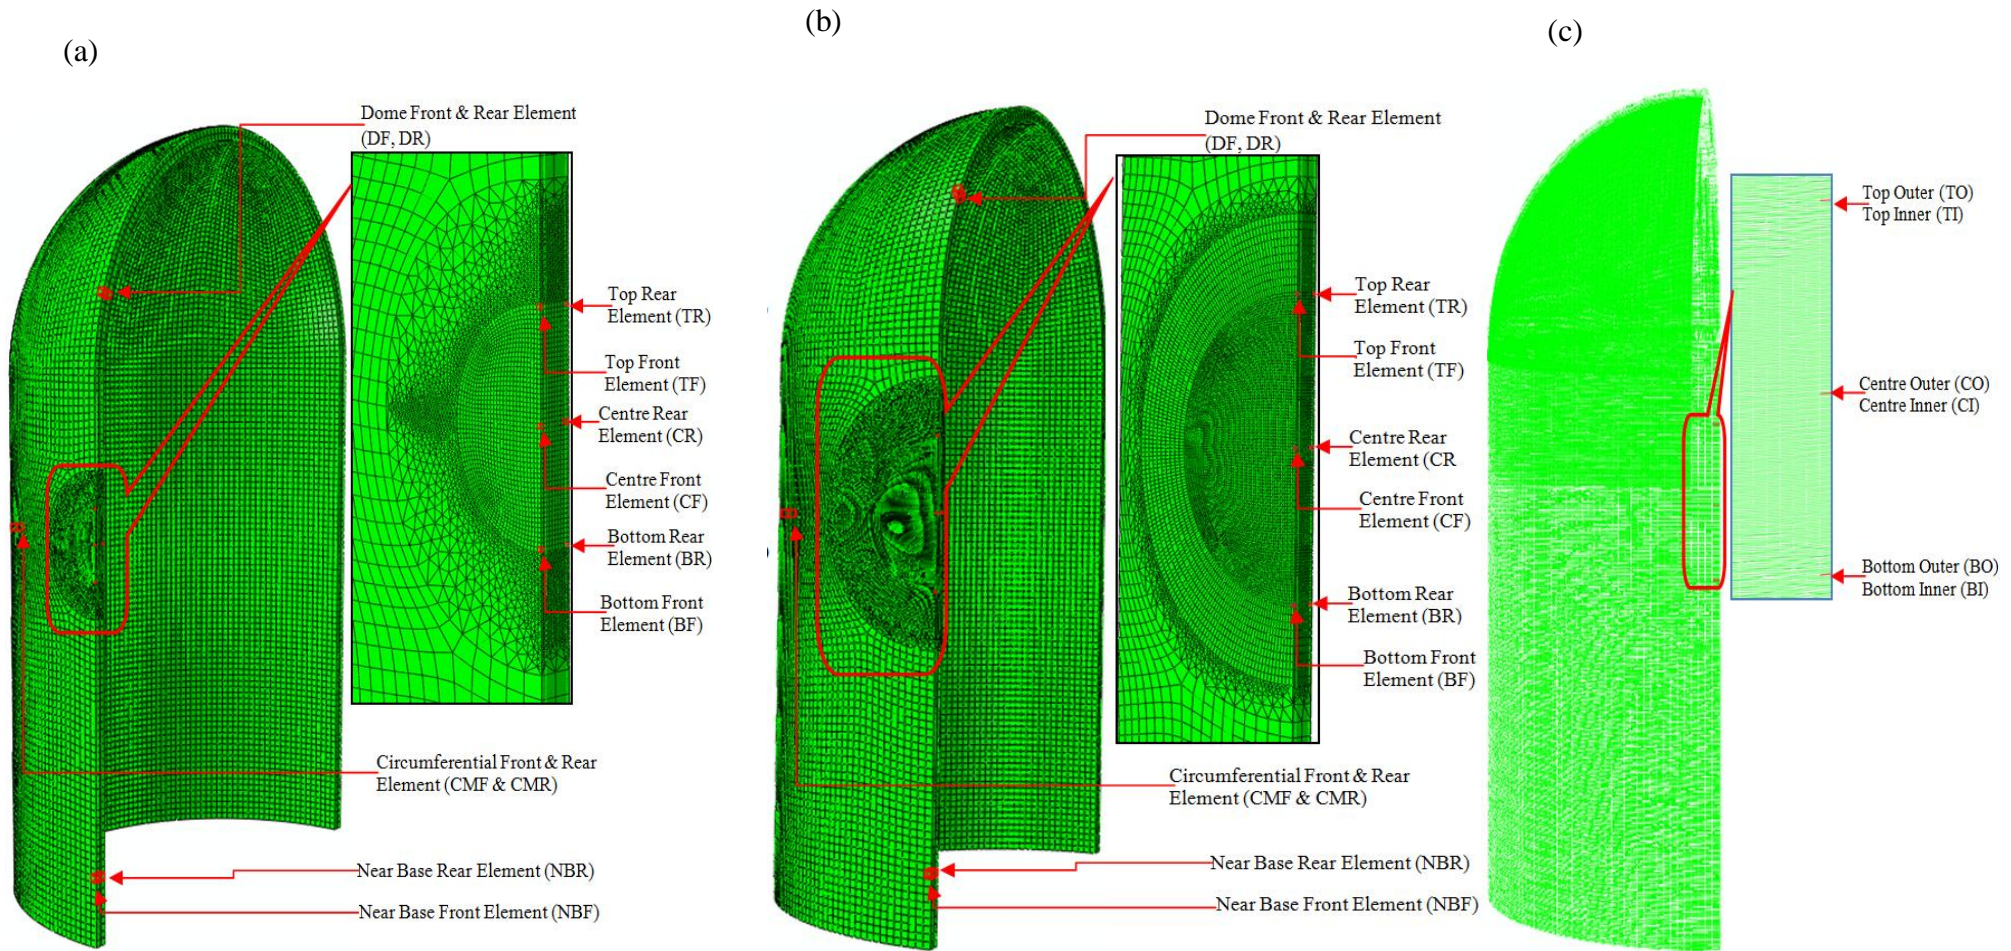 (a)
Dome Front & Rear Element
(DF, DR)
Top Rear
Element (TR)
Top Front
Element (TF)
Centre Rear
Element (CR)
Centre Front
Element (CF)
Bottom Rear
Element (BR)
Bottom Front
Element (BF)
Circumferential Front & Rear
Element (CMF & CMR)
Near Base Rear Element (NBR)
Near Base Front Element (NBF)
(b)
Dome Front & Rear Element
(DF, DR)
Top Rear
Element (TR)
Top Front
Element (TF)
Centre Rear
Element (CR
Centre Front
Element (CF)
Bottom Rear
Element (BR)
Bottom Front
Element (BF)
Circumferential Front & Rear
Element (CMF & CMR)
Near Base Rear Element (NBR)
Near Base Front Element (NBF)
(c)
Top Outer (TO)
Top Inner (TI)
Centre Outer (CO)
Centre Inner (CI)
Bottom Outer (BO)
Bottom Inner (BI)